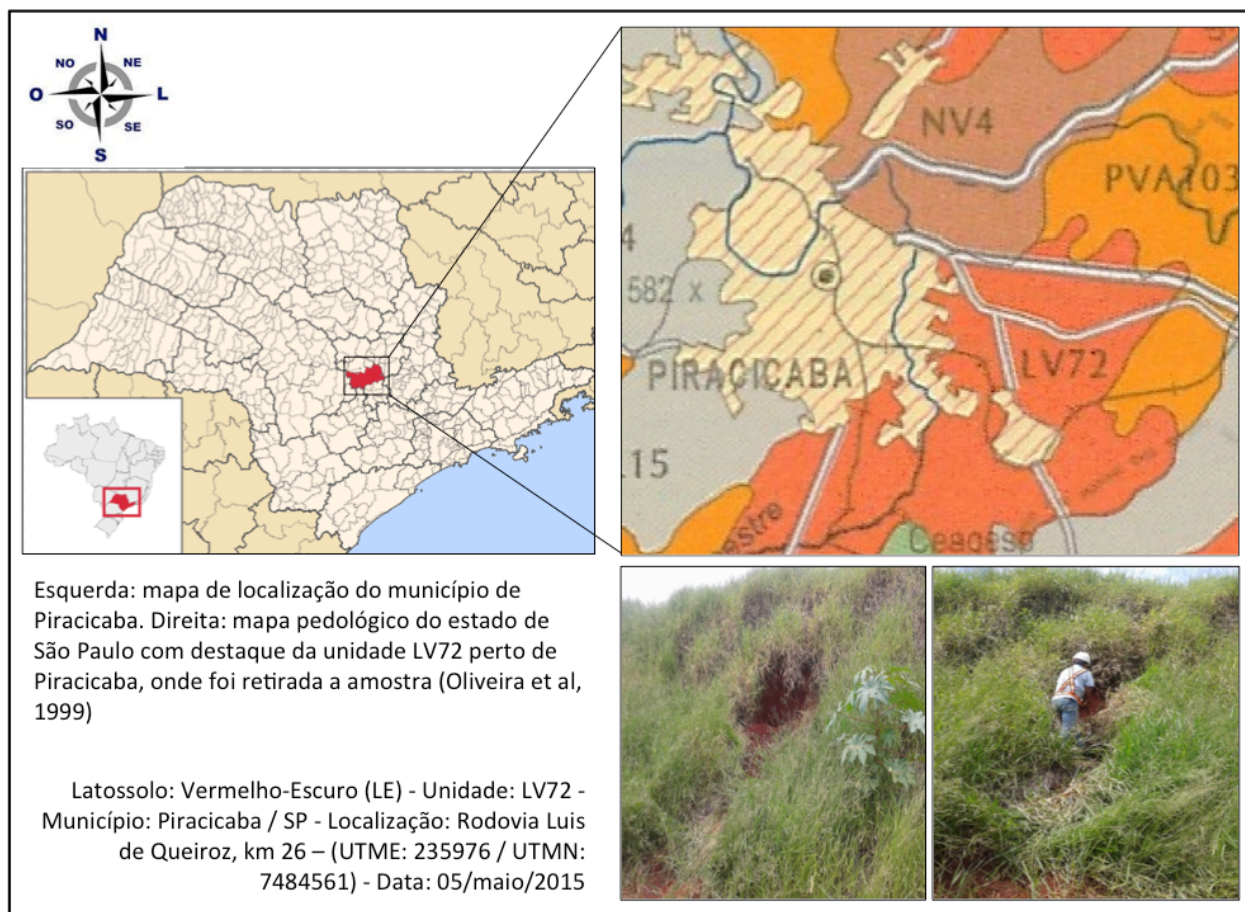 N
NO
NE
O
L
SO
SE
S
NV4
PVA103
4
582 x
PIRACICABA
LV72
15
estre
Ceagesp
Esquerda: mapa de localização do município de
Piracicaba. Direita: mapa pedológico do estado de
São Paulo com destaque da unidade LV72 perto de
Piracicaba, onde foi retirada a amostra (Oliveira et al,
1999)
Latossolo: Vermelho-Escuro (LE) - Unidade: LV72 -
Município: Piracicaba / SP - Localização: Rodovia Luis
de Queiroz, km 26 – (UTME: 235976 / UTMN:
7484561) - Data: 05/maio/2015